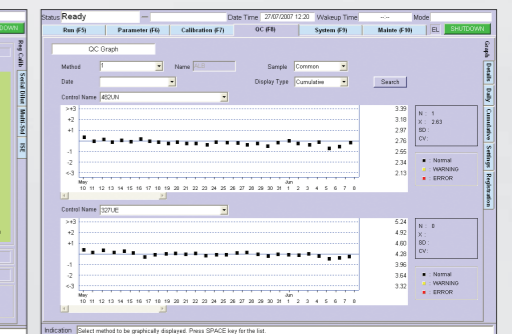 DOWN
Reg Calib
Serial Diluı
Multi-Std
ISE
Status Ready --- Date Time 27/07/2007 12:20 Wakeup Time --:-- Mode
Run (F5) Parameter (F6) Calibration (F7) QC (F8) System (F9) Mainte (F10) EL SHUTDOWN
QC Graph
Method 1 Name ALB Sample Common
Date Display Type Cumulative Search
Control Name 462UN
>+3 3.39
+2 3.18
+1 2.97
2.76
-1 2.55
-2 2.34
<-3 2.13
May Jun
10 11 12 13 14 15 16 17 18 19 20 21 22 23 24 25 26 27 28 29 30 31 1 2 3 4 5 6 7 8
N : 1
X : 2.63
SD :
CV :
: Normal
: WARNING
: ERROR
Control Name 327UE
>+3 5.24
+2 4.92
+1 4.60
4.28
-1 3.96
-2 3.64
<-3 3.32
May Jun
10 11 12 13 14 15 16 17 18 19 20 21 22 23 24 25 26 27 28 29 30 31 1 2 3 4 5 6 7 8
N : 0
X :
SD :
CV :
: Normal
: WARNING
: ERROR
Graph
Details
Daily
Cumulative
Settings
Registration
Indication Select method to be graphically displayed. Press SPACE key for the list.